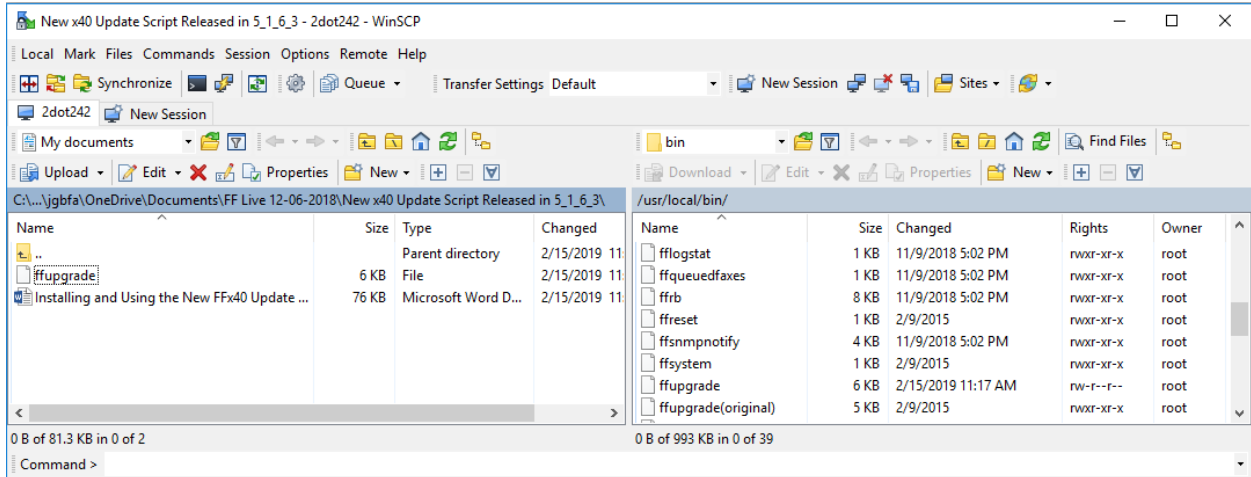 New x40 Update Script Released in 5_1_6_3 - 2dot242 - WinSCP
Local Mark Files Commands Session Options Remote Help
Synchronize Queue Transfer Settings Default New Session Sites
2dot242 New Session
My documents bin Find Files
Upload Edit Properties New Download Edit Properties New
C:\...\jgbfa\OneDrive\Documents\FF Live 12-06-2018\New x40 Update Script Released in 5_1_6_3\ /usr/local/bin/
Name Size Type Changed Name Size Changed Rights Owner
.. Parent directory 2/15/2019 11: fflogstat 1 KB 11/9/2018 5:02 PM rwxr-xr-x root
ffupgrade 6 KB File 2/15/2019 11: ffqueuedfaxes 1 KB 11/9/2018 5:02 PM rwxr-xr-x root
Installing and Using the New FFx40 Update ... 76 KB Microsoft Word D... 2/15/2019 11: ffrb 8 KB 11/9/2018 5:02 PM rwxr-xr-x root
ffreset 1 KB 2/9/2015 rwxr-xr-x root
ffsnmpnotify 4 KB 11/9/2018 5:02 PM rwxr-xr-x root
ffsystem 1 KB 2/9/2015 rwxr-xr-x root
ffupgrade 6 KB 2/15/2019 11:17 AM rw-r--r-- root
ffupgrade(original) 5 KB 2/9/2015 rwxr-xr-x root
0 B of 81.3 KB in 0 of 2 0 B of 993 KB in 0 of 39
Command >